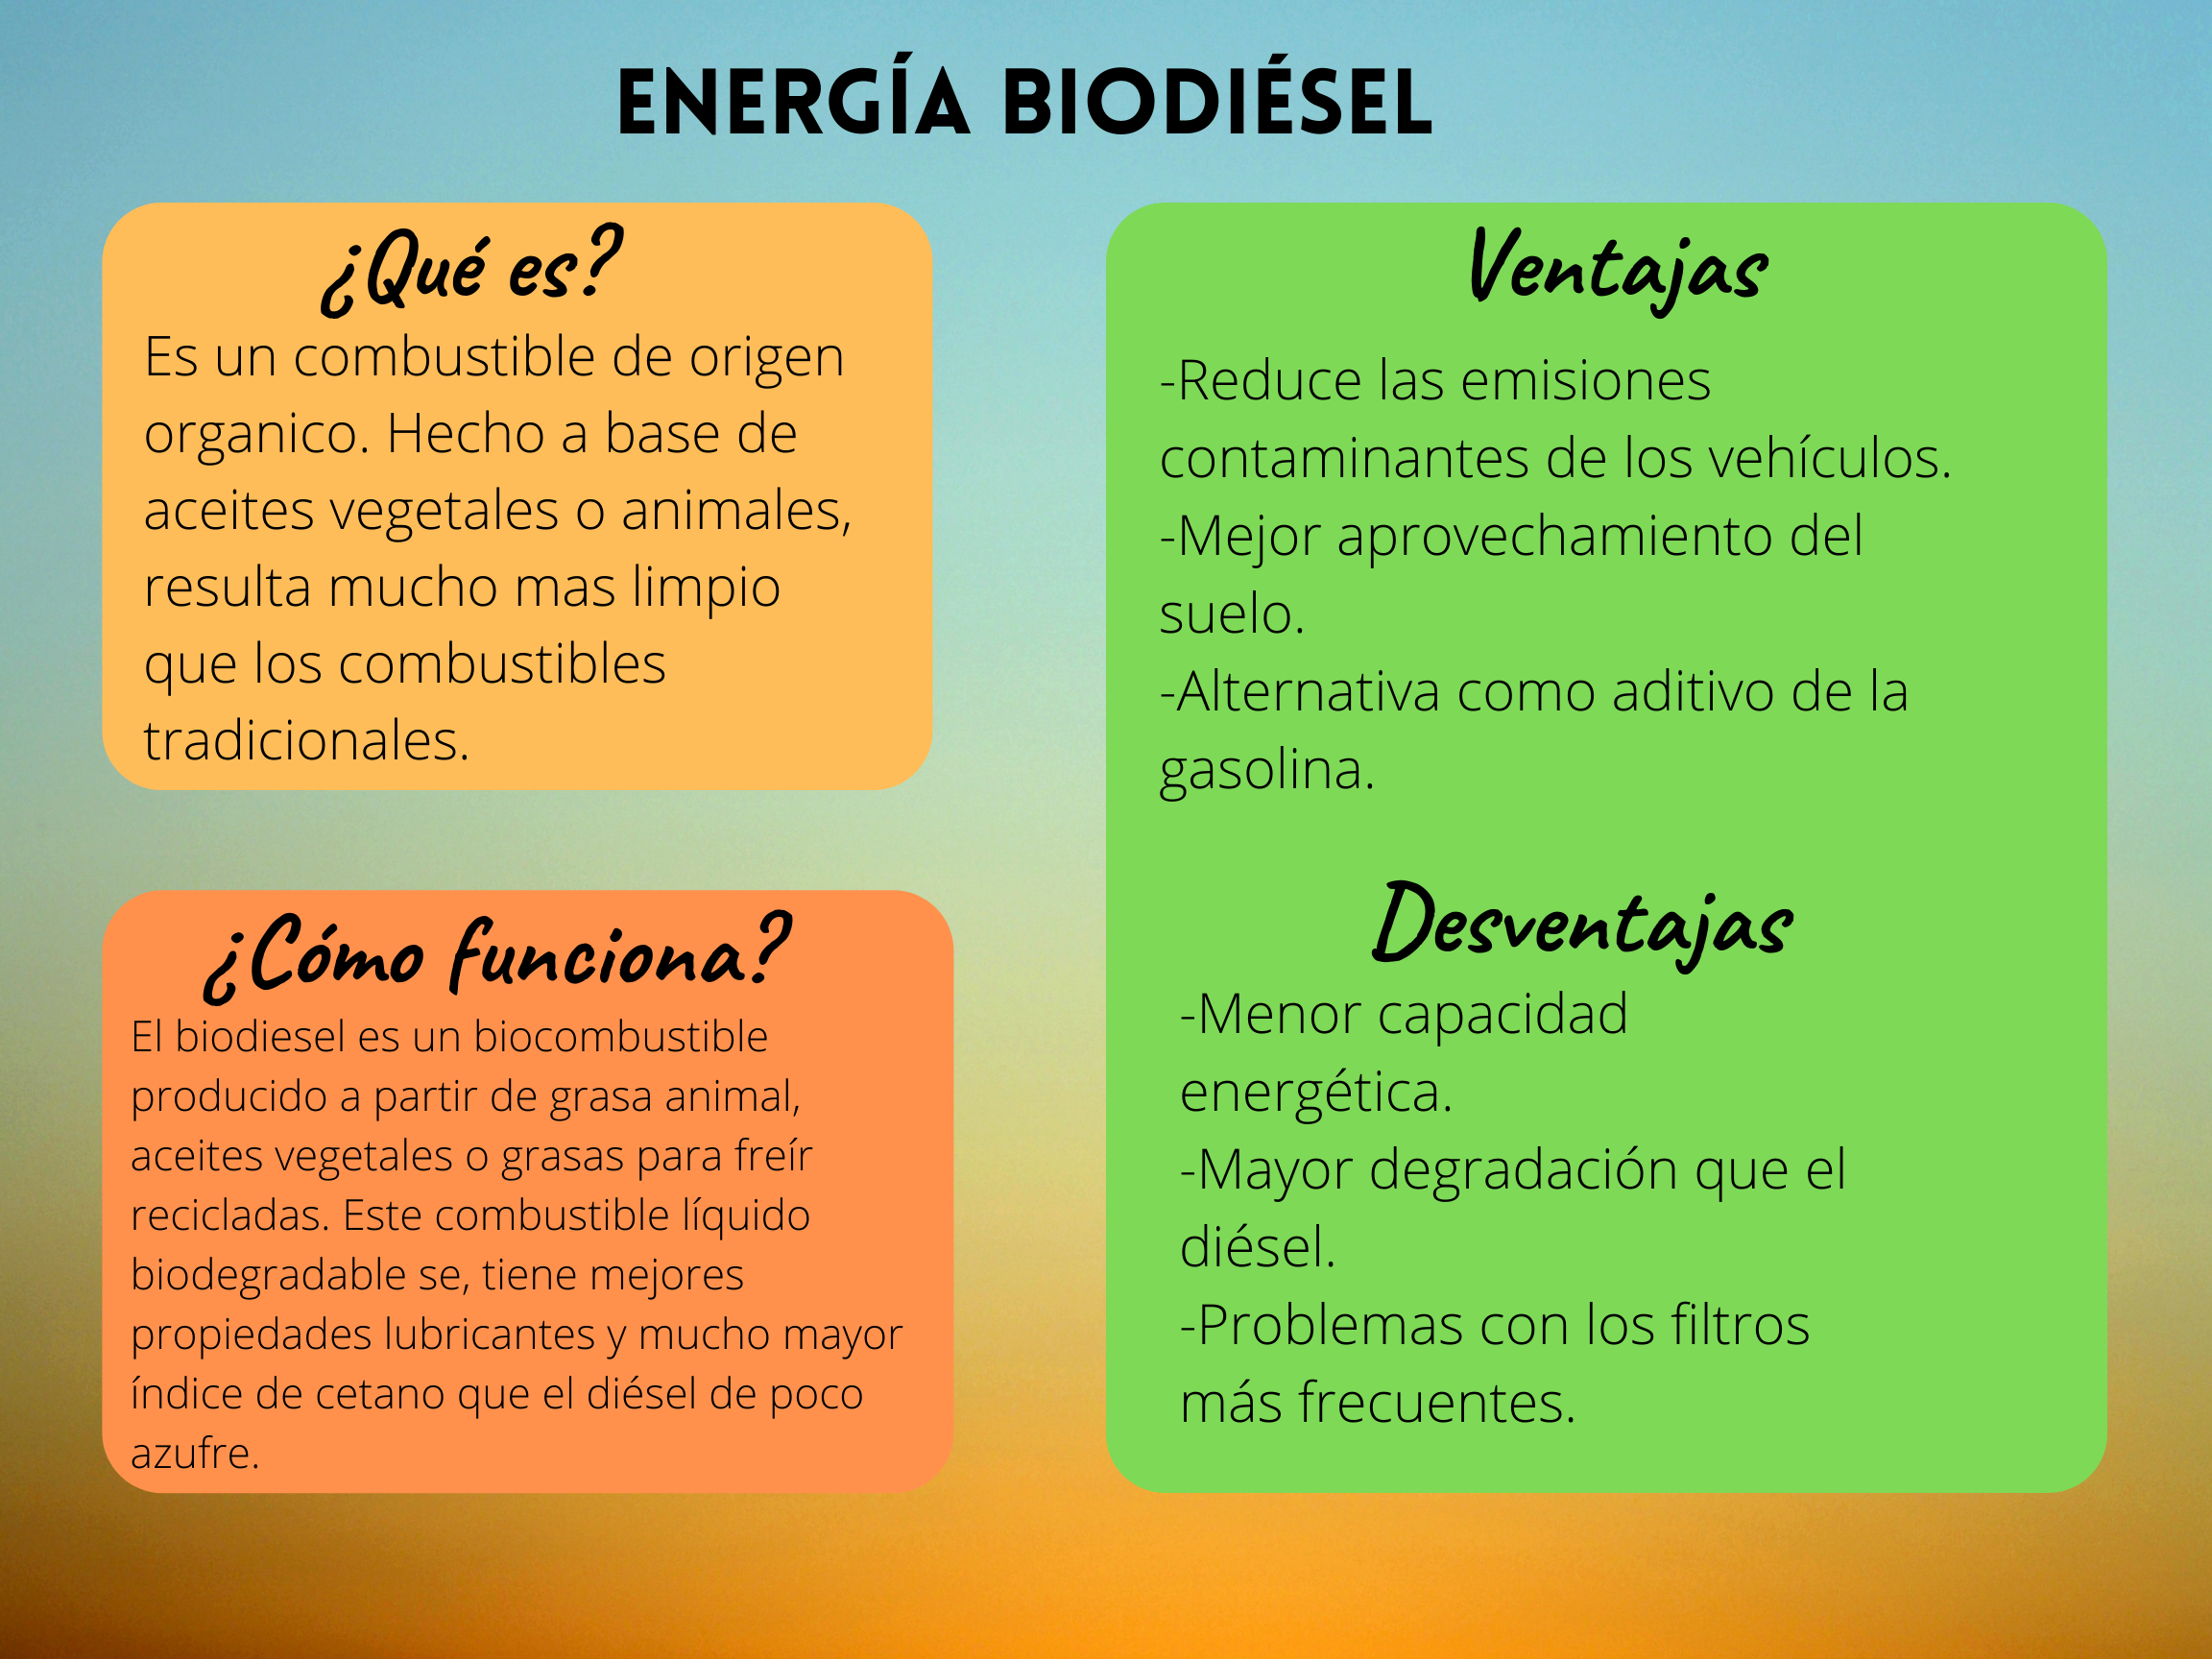 ENERGÍA BIODIÉSEL
¿Qué es?
Es un combustible de origen
organico. Hecho a base de
aceites vegetales o animales,
resulta mucho mas limpio
que los combustibles
tradicionales.
¿Cómo funciona?
El biodiesel es un biocombustible
producido a partir de grasa animal,
aceites vegetales o grasas para freír
recicladas. Este combustible líquido
biodegradable se, tiene mejores
propiedades lubricantes y mucho mayor
índice de cetano que el diésel de poco
azufre.
Ventajas
-Reduce las emisiones
contaminantes de los vehículos.
-Mejor aprovechamiento del
suelo.
-Alternativa como aditivo de la
gasolina.
Desventajas
-Menor capacidad
energética.
-Mayor degradación que el
diésel.
-Problemas con los filtros
más frecuentes.